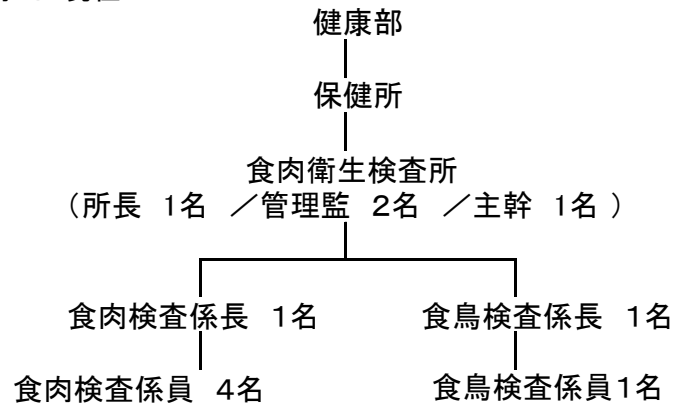 健康部
保健所
食肉衛生検査所
（所長 1名 ／管理監 2名 ／主幹 1名 ）
食肉検査係長 1名 食鳥検査係長 1名
食肉検査係員 4名 食鳥検査係員1名